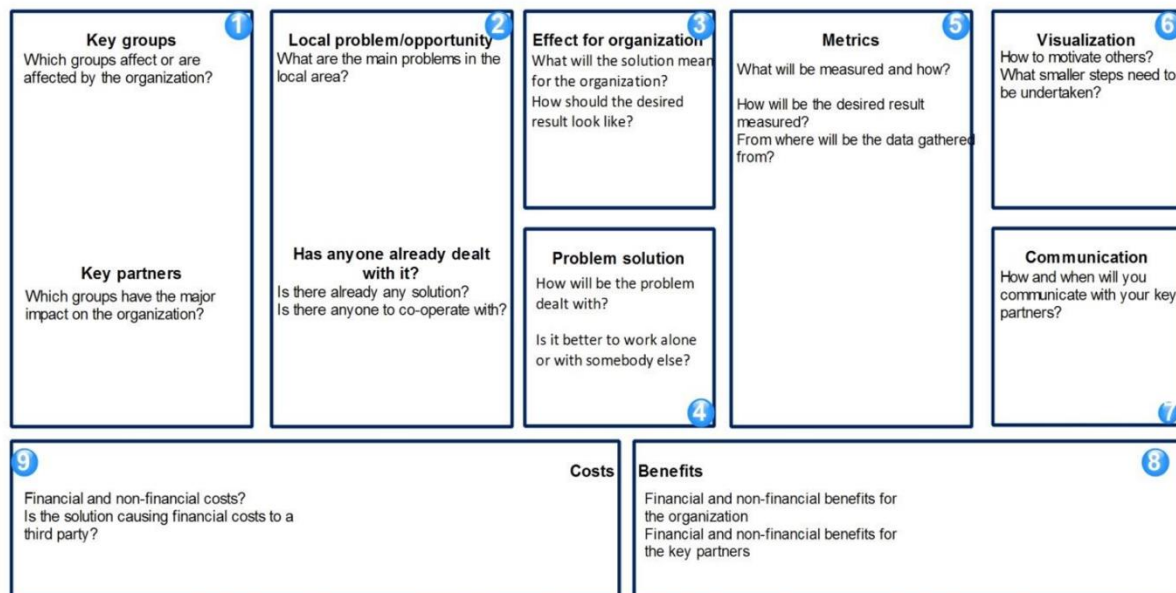 1
Key groups
Which groups affect or are
affected by the organization?
Key partners
Which groups have the major
impact on the organization?
2
Local problem/opportunity
What are the main problems in the
local area?
Has anyone already dealt
with it?
Is there already any solution?
Is there anyone to co-operate with?
3
Effect for organization
What will the solution mean
for the organization?
How should the desired
result look like?
Problem solution
How will be the problem
dealt with?
Is it better to work alone
or with somebody else?
4
5
Metrics
What will be measured and how?
How will be the desired result
measured?
From where will be the data gathered
from?
6
Visualization
How to motivate others?
What smaller steps need to
be undertaken?
Communication
How and when will you
communicate with your key
partners?
7
9
Costs
Financial and non-financial costs?
Is the solution causing financial costs to a
third party?
8
Benefits
Financial and non-financial benefits for
the organization
Financial and non-financial benefits for
the key partners